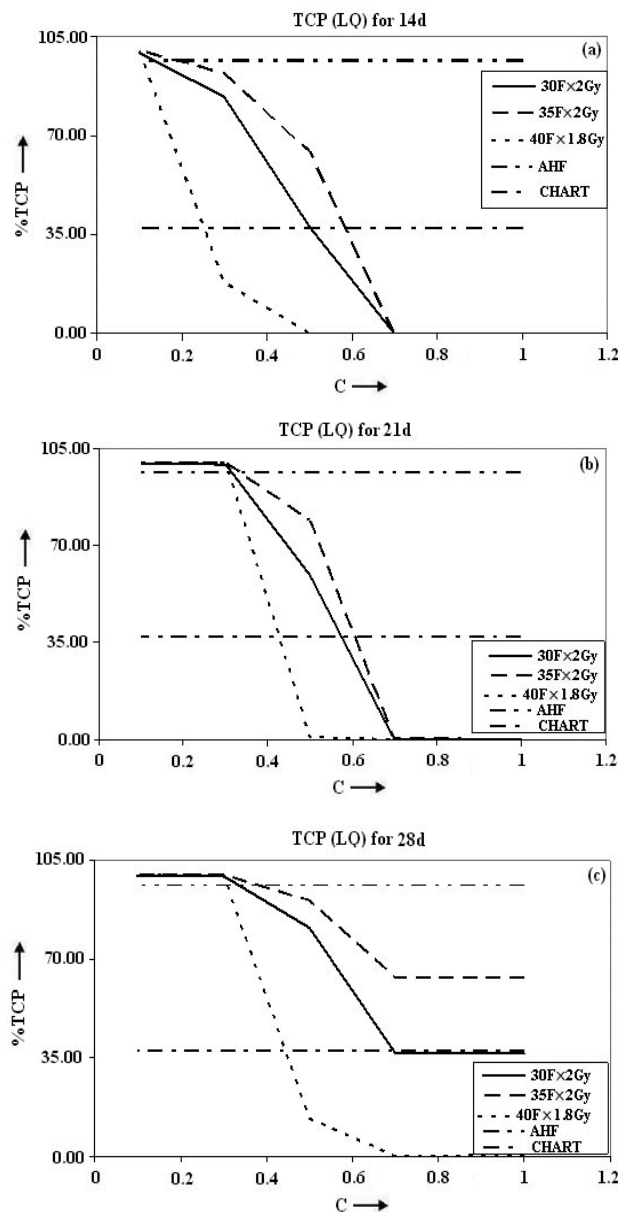 TCP (LQ) for 14d
105.00
(a)
30F×2Gy
35F×2Gy
40F×1.8Gy
AHF
CHART
70.00
%TCP
35.00
0.00
0 0.2 0.4 0.6 0.8 1 1.2
C
TCP (LQ) for 21d
105.00
(b)
70.00
%TCP
35.00
30F×2Gy
35F×2Gy
40F×1.8Gy
AHF
CHART
0.00
0 0.2 0.4 0.6 0.8 1 1.2
C
TCP (LQ) for 28d
105.00
(c)
70.00
%TCP
35.00
30F×2Gy
35F×2Gy
40F×1.8Gy
AHF
CHART
0.00
0 0.2 0.4 0.6 0.8 1 1.2
C